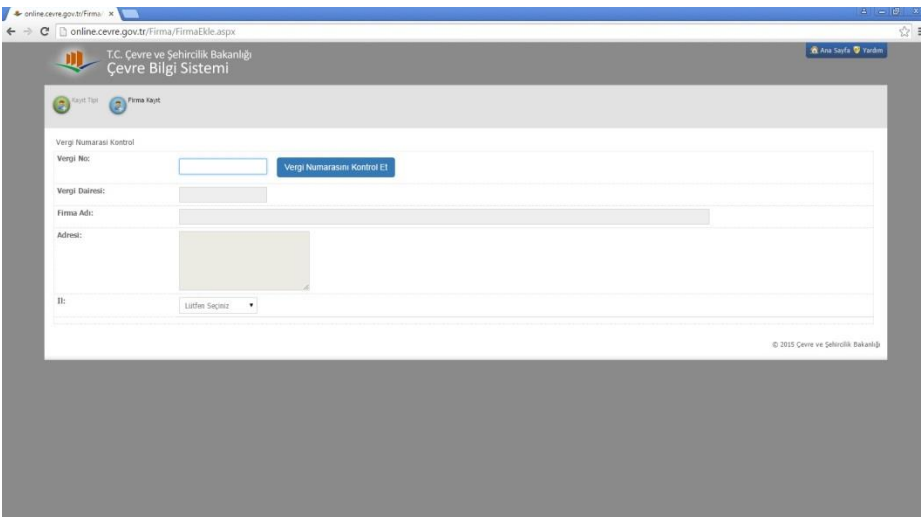 online.cevre.gov.tr/Firma/
online.cevre.gov.tr/Firma/FirmaEkle.aspx
T.C. Çevre ve Şehircilik Bakanlığı
Çevre Bilgi Sistemi
Ana Sayfa Yardım
Kayıt Tipi Firma Kayıt
Vergi Numarası Kontrol
Vergi No:
Vergi Numarasını Kontrol Et
Vergi Dairesi:
Firma Adı:
Adresi:
İl:
Lütfen Seçiniz
© 2015 Çevre ve Şehircilik Bakanlığı